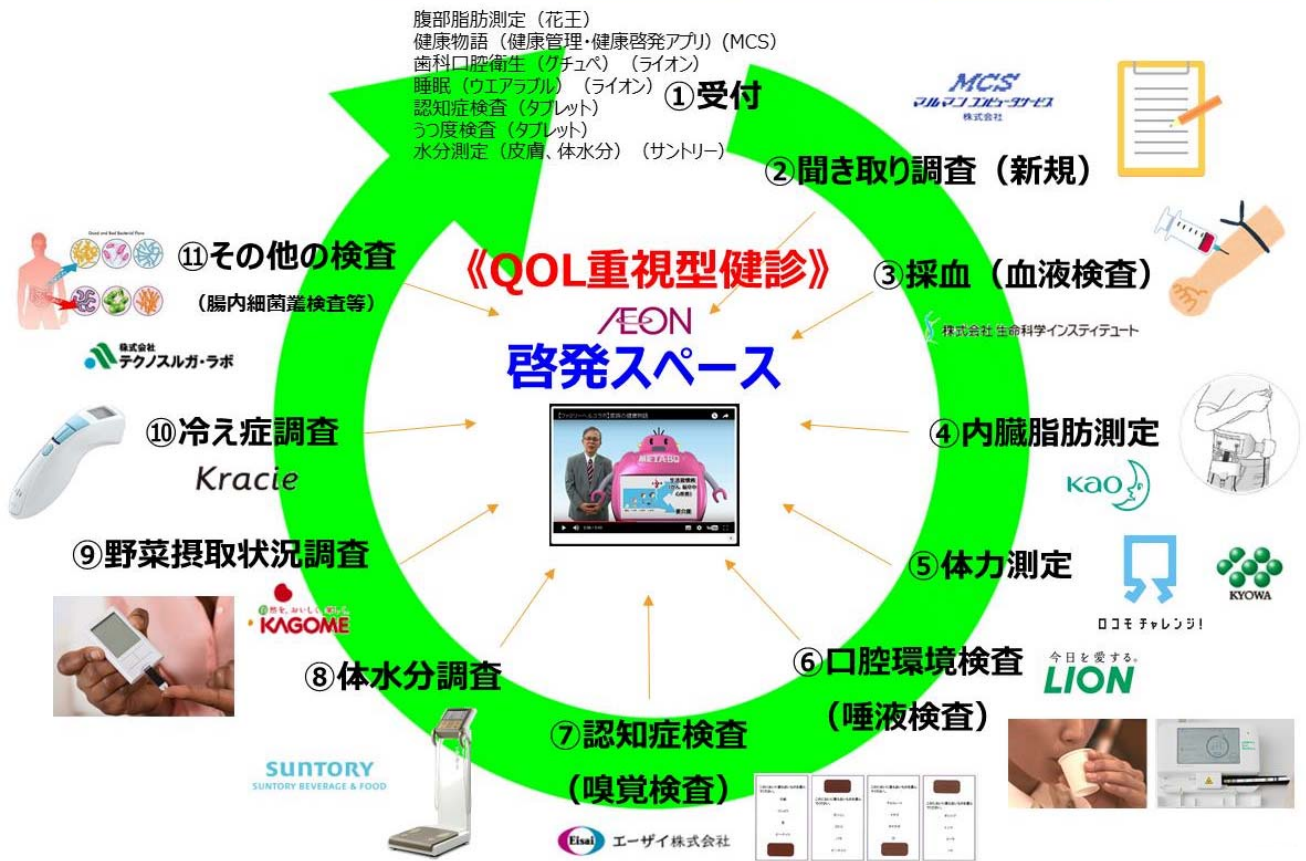 腹部脂肪測定（花王）
健康物語（健康管理・健康啓発アプリ）(MCS)
歯科口腔衛生（グチュペ）（ライオン）
睡眠（ウエアラブル）（ライオン）
認知症検査（タブレット）
うつ度検査（タブレット）
水分測定（皮膚、体水分）（サントリー）
①受付
MCS
マルマンコンピュータサービス
株式会社
②聞き取り調査（新規）
③採血（血液検査）
株式会社 生命科学インスティテュート
④内臓脂肪測定
Kao
⑤体力測定
ロコモ チャレンジ!
KYOWA
⑥口腔環境検査
（唾液検査）
今日を愛する。
LION
⑦認知症検査
（嗅覚検査）
Eisai エーザイ株式会社
⑧体水分調査
SUNTORY
SUNTORY BEVERAGE & FOOD
⑨野菜摂取状況調査
自然を、おいしく、楽しく。
KAGOME
⑩冷え症調査
Kracie
⑪その他の検査
（腸内細菌叢検査等）
株式会社
テクノスルガ・ラボ
《QOL重視型健診》
ÆON
啓発スペース
METABO